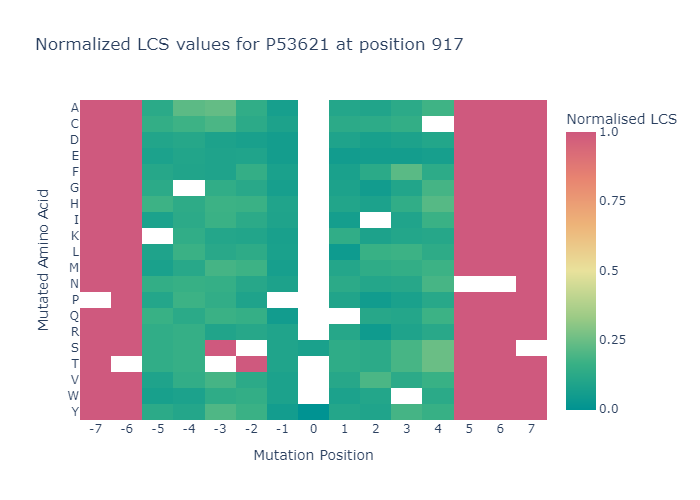 Normalized LCS values for P53621 at position 917
Normalised LCS
A
C
D
E
F
G
H
I
K
L
M
N
P
Q
R
S
T
V
W
Y
Mutated Amino Acid
1.0
0.75
0.5
0.25
0.0
-7 -6 -5 -4 -3 -2 -1 0 1 2 3 4 5 6 7
Mutation Position